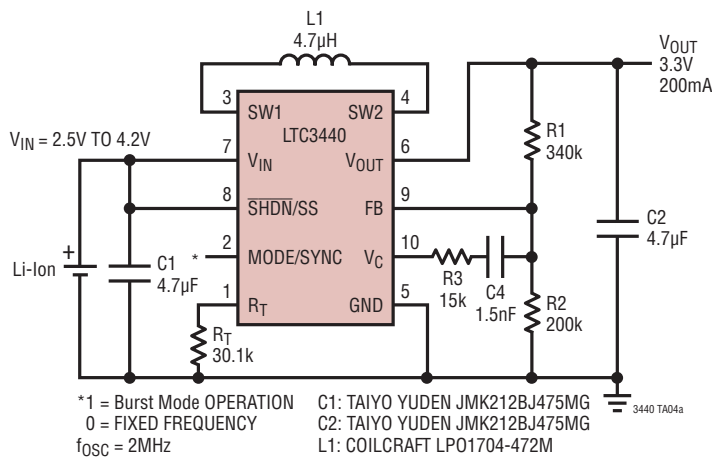 L1
4.7µH
3
4
SW1
SW2
LTC3440
VIN = 2.5V TO 4.2V
7
VIN
VOUT
6
8
SHDN/SS
FB
9
*
2
MODE/SYNC
VC
10
1
RT
GND
5
VOUT
3.3V
200mA
R1
340k
R3
15k
C4
1.5nF
R2
200k
C2
4.7µF
Li-Ion
+
C1
4.7µF
RT
30.1k
3440 TA04a
*1 = Burst Mode OPERATION
0 = FIXED FREQUENCY
fOSC = 2MHz
C1: TAIYO YUDEN JMK212BJ475MG
C2: TAIYO YUDEN JMK212BJ475MG
L1: COILCRAFT LPO1704-472M